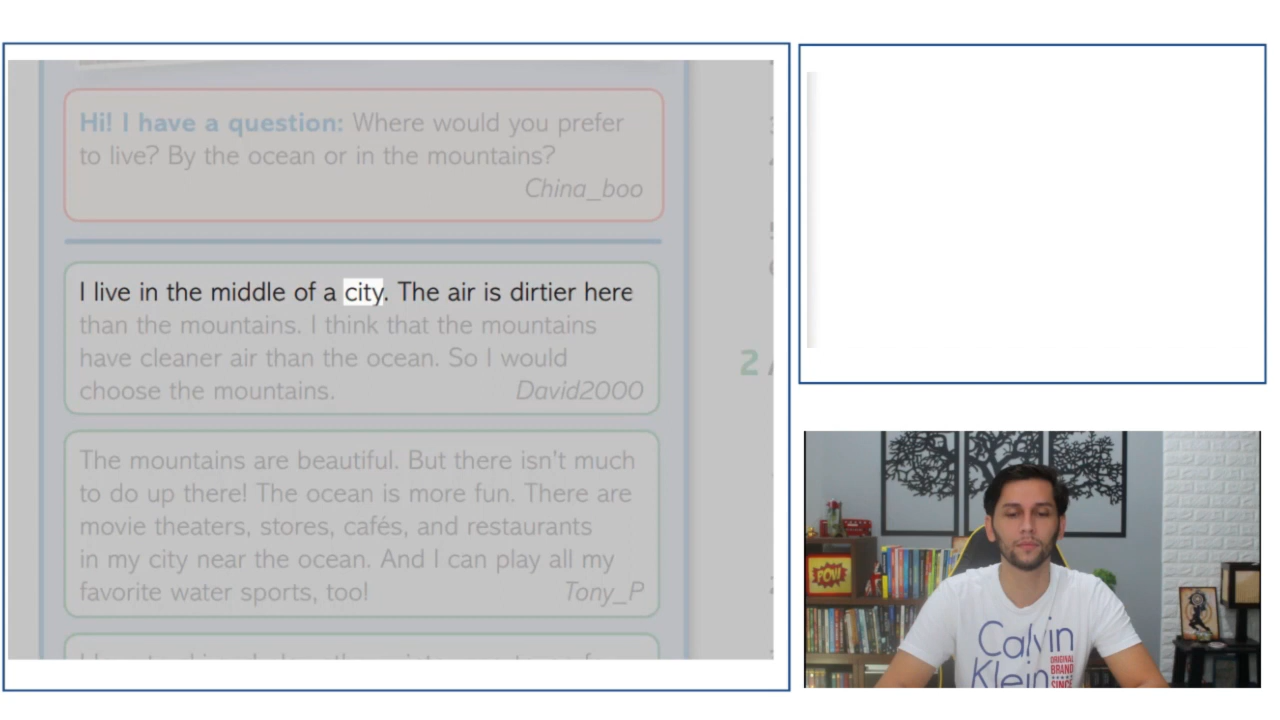 Hi! I have a question: Where would you prefer
to live? By the ocean or in the mountains?
China_boo
I live in the middle of a city. The air is dirtier here
than the mountains. I think that the mountains
have cleaner air than the ocean. So I would
choose the mountains. David2000
2
The mountains are beautiful. But there isn't much
to do up there! The ocean is more fun. There are
movie theaters, stores, cafés, and restaurants
in my city near the ocean. And I can play all my
favorite water sports, too! Tony_P
POW
Calvin
Klein
ORIGINAL
BRAND
SINCE